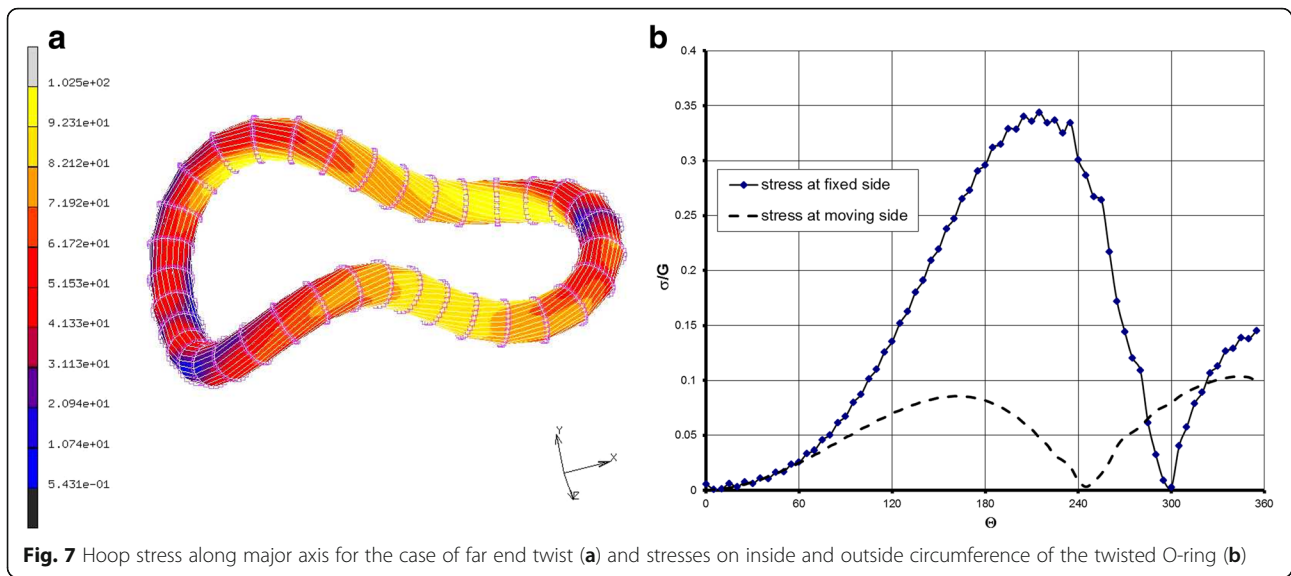 a
1.025e+02
9.231e+01
8.212e+01
7.192e+01
6.172e+01
5.153e+01
4.133e+01
3.113e+01
2.094e+01
1.074e+01
5.431e-01
Y
X
Z
b
0.4
0.35
0.3
0.25
0.2
0.15
0.1
0.05
0
σ/G
stress at fixed side
stress at moving side
0 60 120 180 240 300 360
Θ
Fig. 7 Hoop stress along major axis for the case of far end twist (a) and stresses on inside and outside circumference of the twisted O-ring (b)